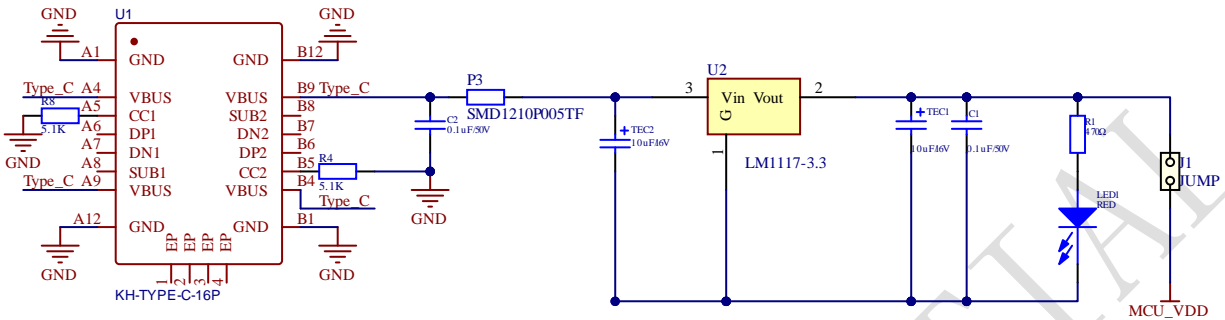 GND U1 GND
A1 GND GND B12
Type_C A4 VBUS VBUS B9 Type_C
R8 A5 CC1 SUB2 B8
5.1K A6 DP1 DN2 B7
GND A7 DN1 DP2 B6
A8 SUB1 CC2 B5 R4
5.1K
Type_C A9 VBUS VBUS B4
Type_C
A12 GND GND B1
GND EP EP EP EP GND
1 2 3 4
KH-TYPE-C-16P
C2
0.1uF/50V
GND
P3
SMD1210P005TF
+ TEC2
10uF/16V
U2
3 Vin Vout 2
G
1
LM1117-3.3
+ TEC1
10uF/16V
C1
0.1uF/50V
R1
470Ω
LED1
RED
J1
JUMP
MCU_VDD